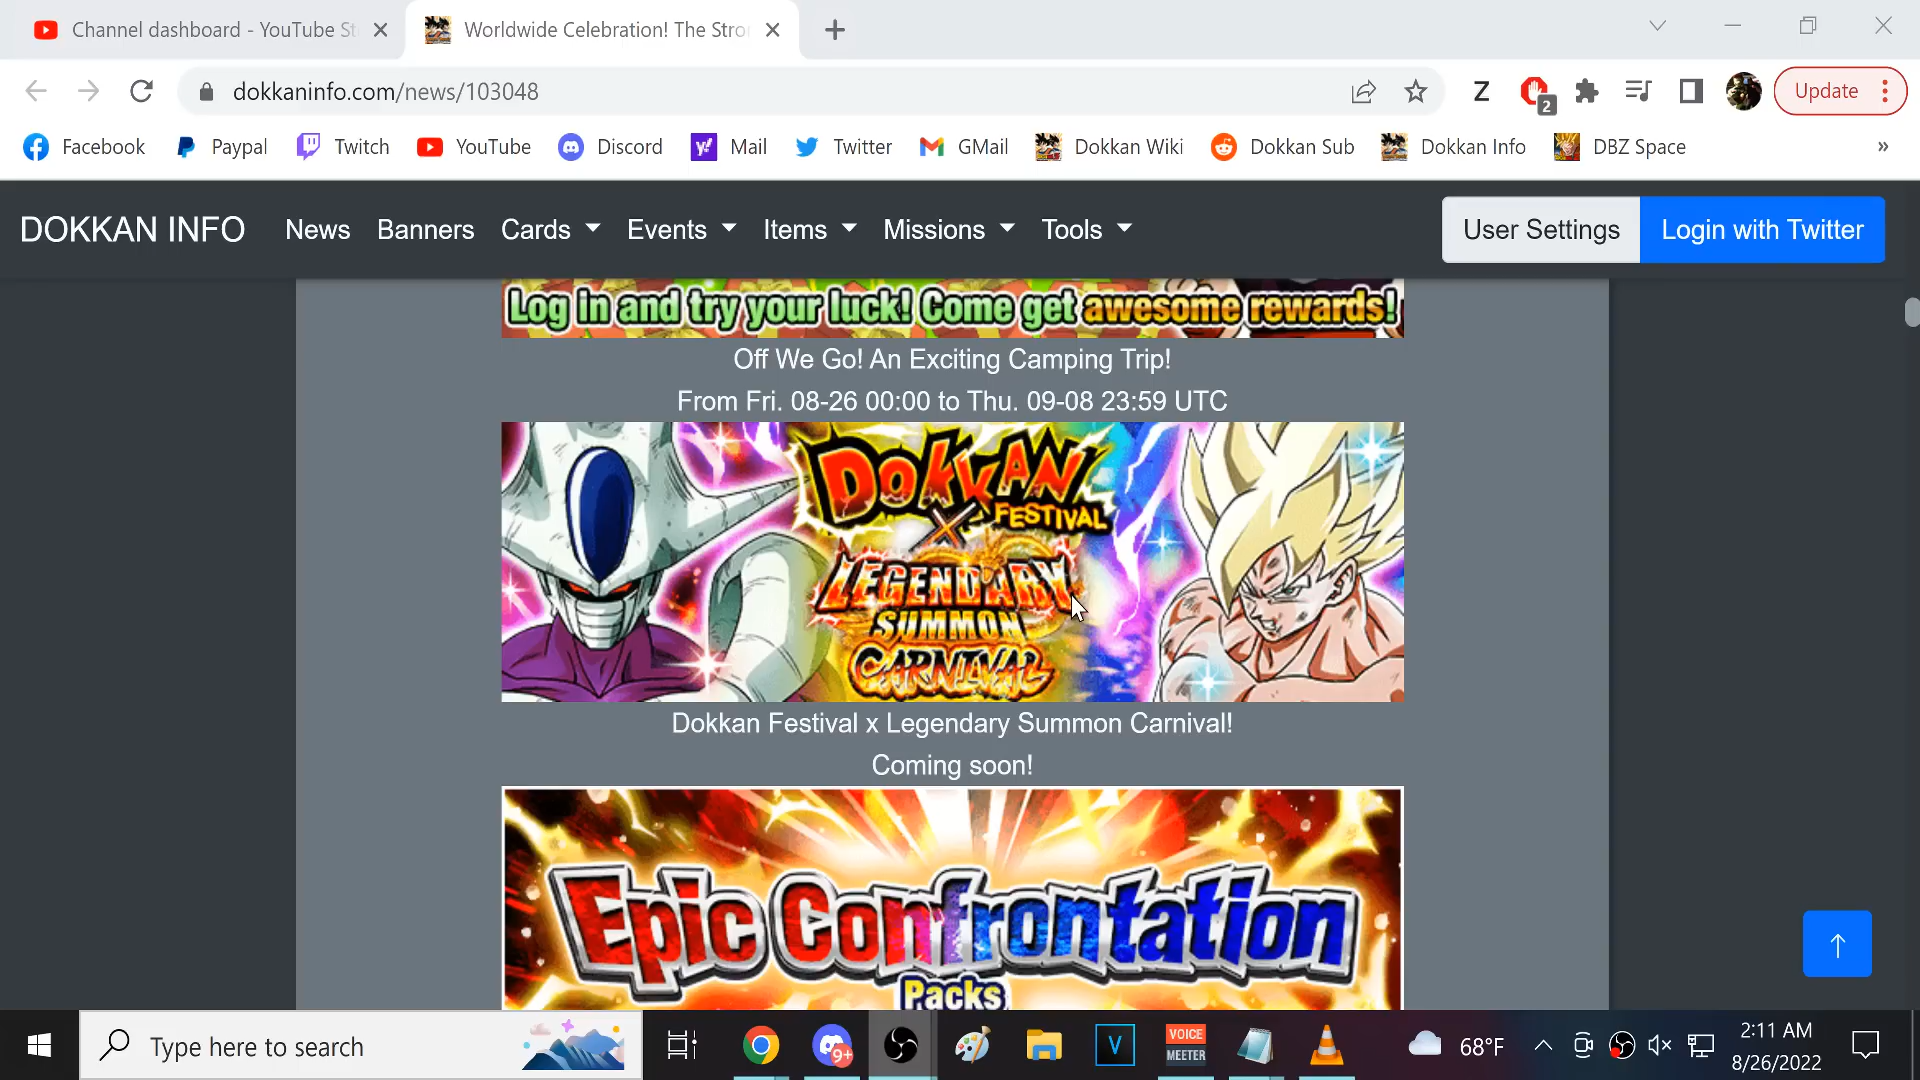 Channel dashboard - YouTube St
Worldwide Celebration! The Stro
dokkaninfo.com/news/103048
Z
2
Update
Facebook
Paypal
Twitch
YouTube
Discord
Mail
Twitter
GMail
Dokkan Wiki
Dokkan Sub
Dokkan Info
DBZ Space
»
DOKKAN INFO
News
Banners
Cards
Events
Items
Missions
Tools
User Settings
Login with Twitter
Log in and try your luck! Come get awesome rewards!
Off We Go! An Exciting Camping Trip!
From Fri. 08-26 00:00 to Thu. 09-08 23:59 UTC
DOKKAN
FESTIVAL
X
LEGENDARY
SUMMON
CARNIVAL
Dokkan Festival x Legendary Summon Carnival!
Coming soon!
Epic Confrontation
Packs
Type here to search
9+
V
VOICE
MEETER
68°F
2:11 AM
8/26/2022